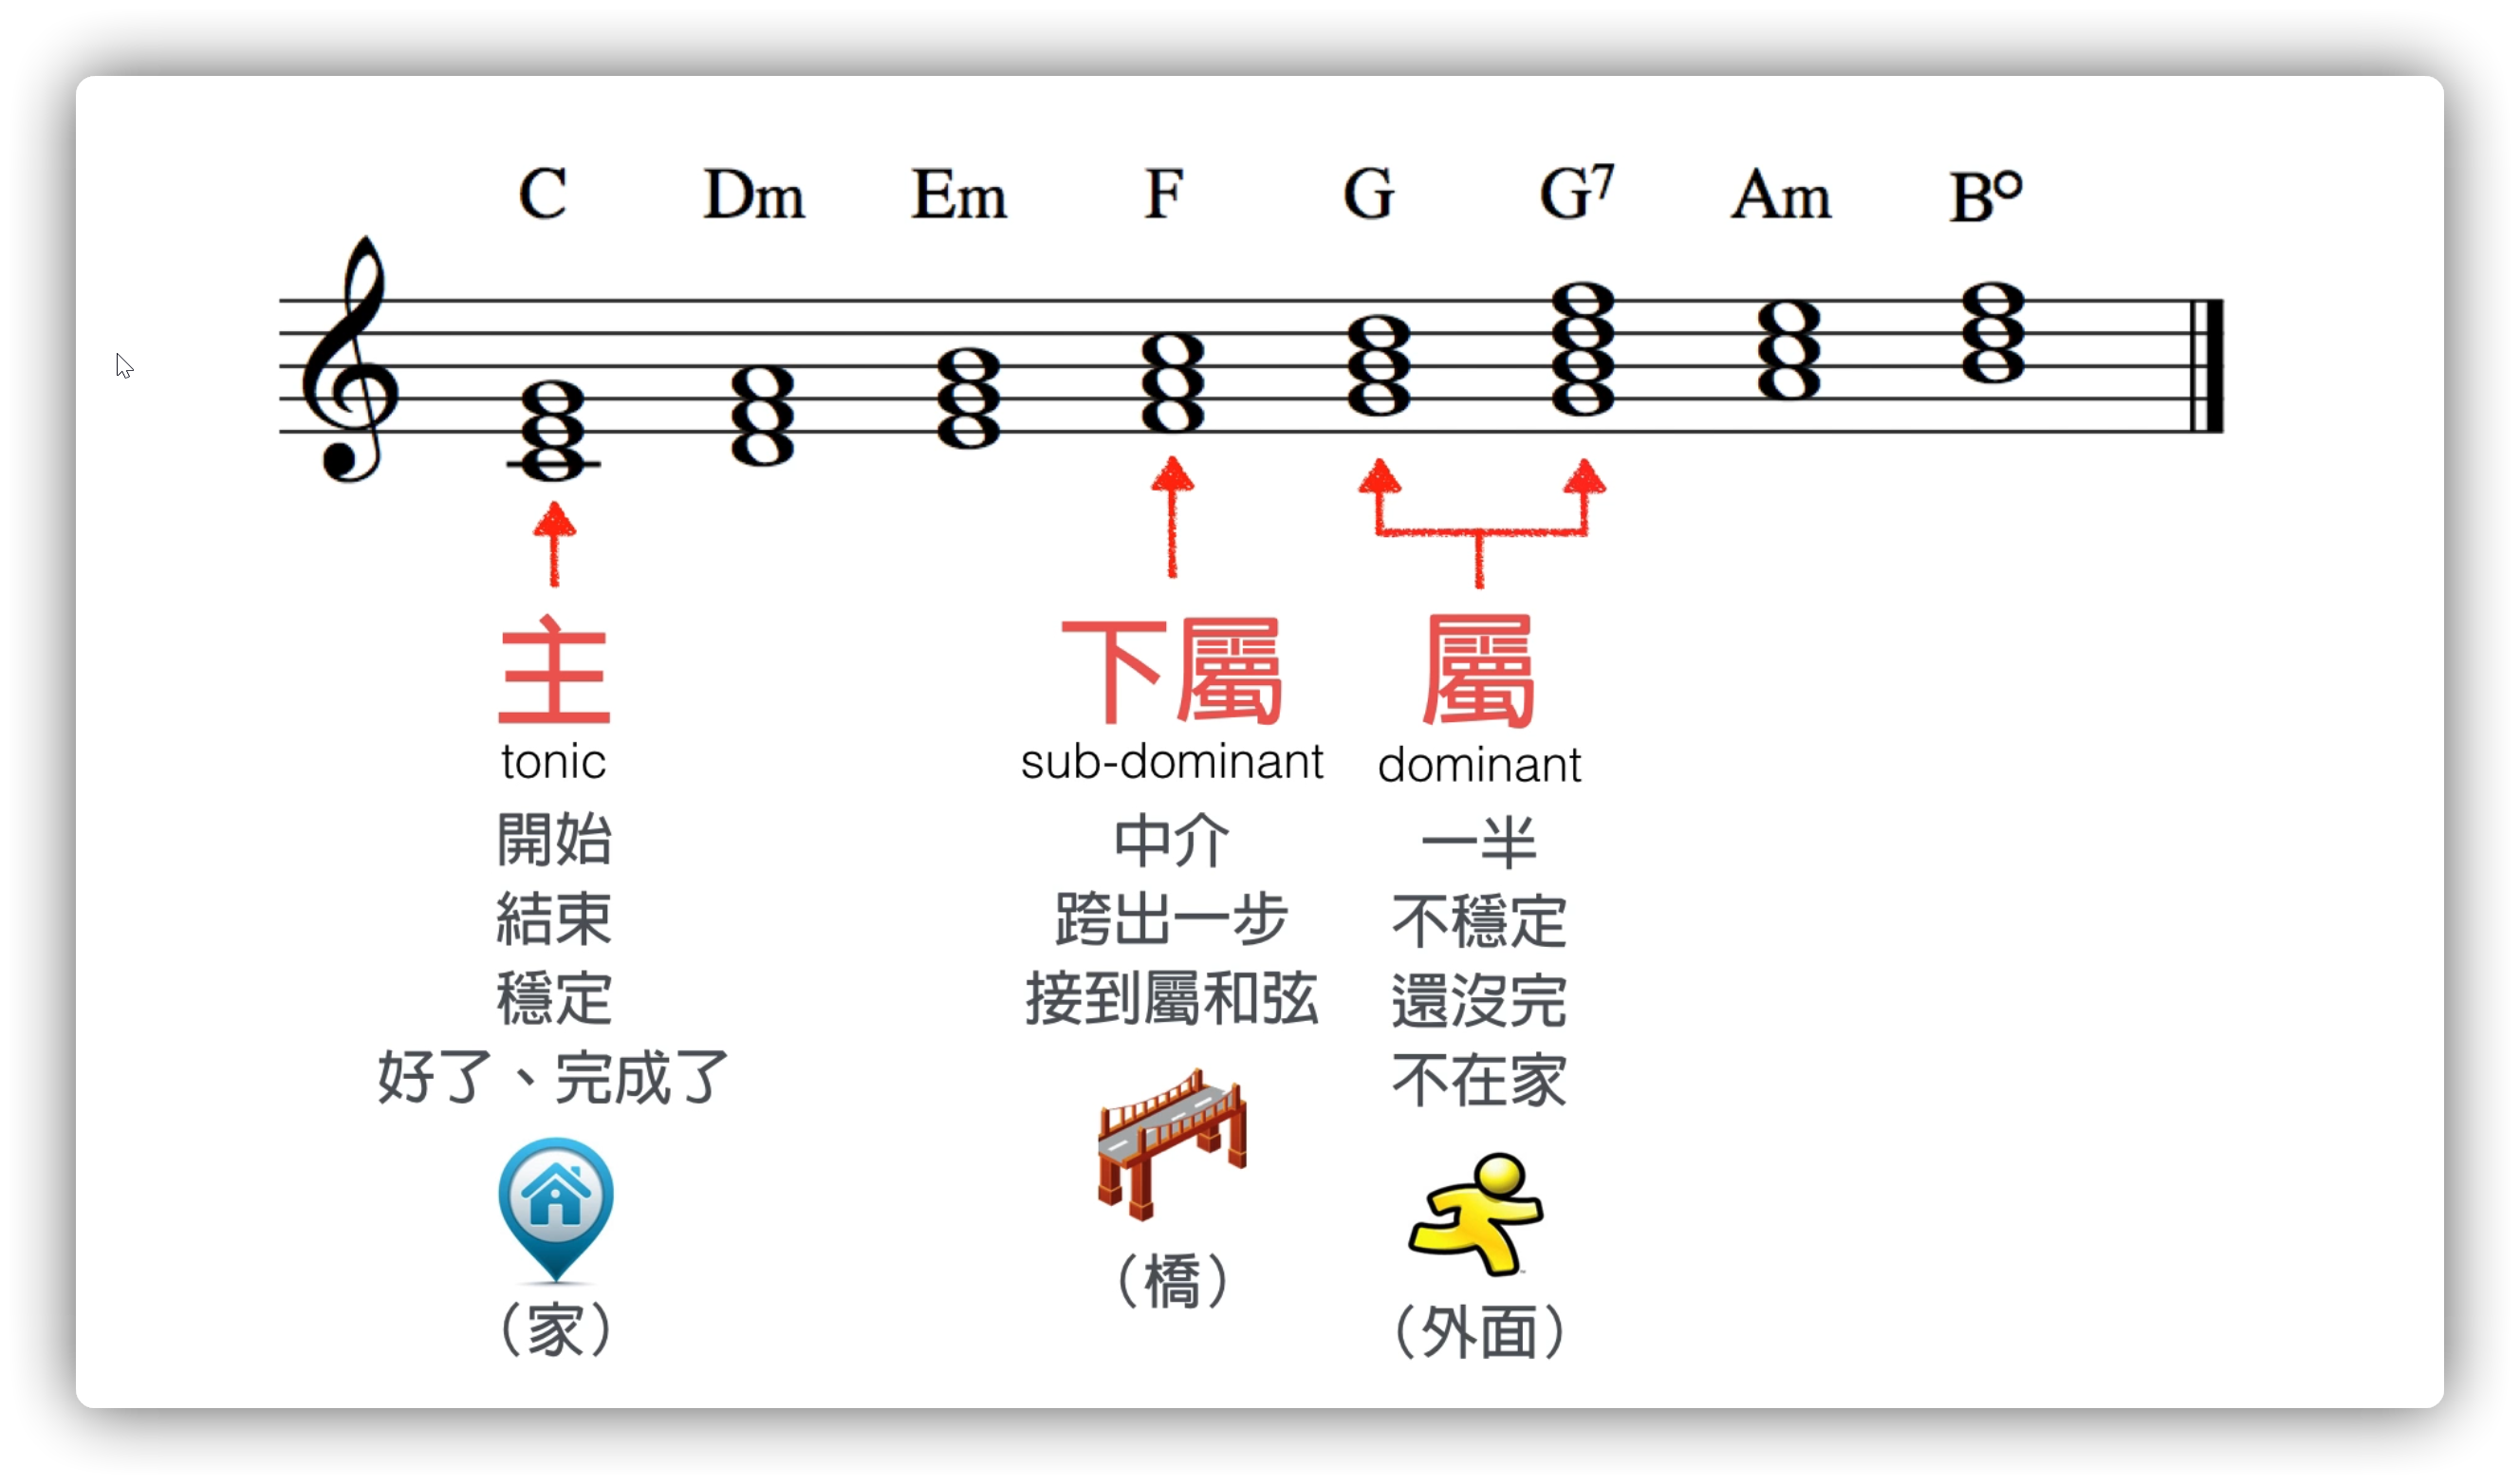 C Dm Em F G G7 Am B°
主 下屬 屬
tonic sub-dominant dominant
開始 中介 一半
結束 跨出一步 不穩定
穩定 接到屬和弦 還沒完
好了、完成了 不在家
（橋）
（家） （外面）